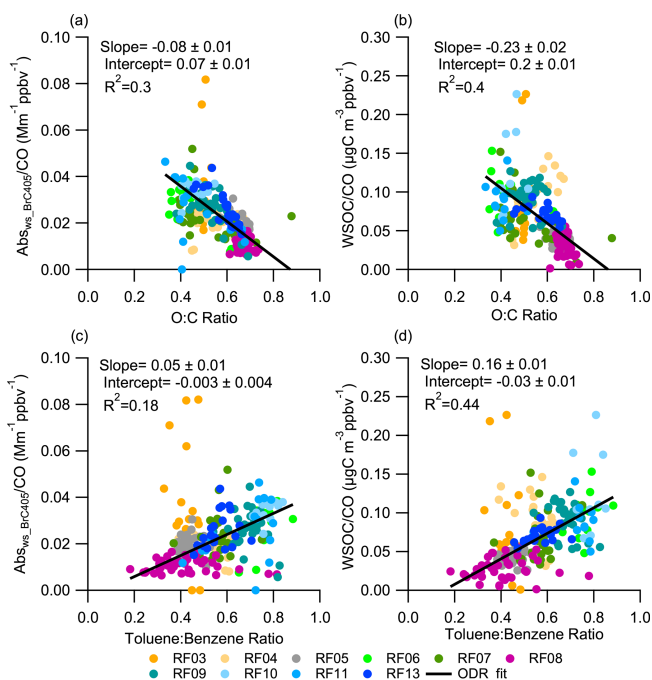 (a)
Slope= -0.08 ± 0.01
Intercept= 0.07 ± 0.01
R²=0.3
Abs_ws_BrC405/CO (Mm⁻¹ppbv⁻¹)
0.10
0.08
0.06
0.04
0.02
0.00
0.0 0.2 0.4 0.6 0.8 1.0
O:C Ratio
(b)
Slope= -0.23 ± 0.02
Intercept= 0.2 ± 0.01
R²=0.4
WSOC/CO (µgC m⁻³ppbv⁻¹)
0.30
0.25
0.20
0.15
0.10
0.05
0.00
0.0 0.2 0.4 0.6 0.8 1.0
O:C Ratio
(c)
Slope= 0.05 ± 0.01
Intercept= -0.003 ± 0.004
R²=0.18
Abs_ws_BrC405/CO (Mm⁻¹ppbv⁻¹)
0.10
0.08
0.06
0.04
0.02
0.00
0.0 0.2 0.4 0.6 0.8 1.0
Toluene:Benzene Ratio
(d)
Slope= 0.16 ± 0.01
Intercept= -0.03 ± 0.01
R²=0.44
WSOC/CO (µgC m⁻³ppbv⁻¹)
0.30
0.25
0.20
0.15
0.10
0.05
0.00
0.0 0.2 0.4 0.6 0.8 1.0
Toluene:Benzene Ratio
RF03 RF04 RF05 RF06 RF07 RF08
RF09 RF10 RF11 RF13 ODR fit